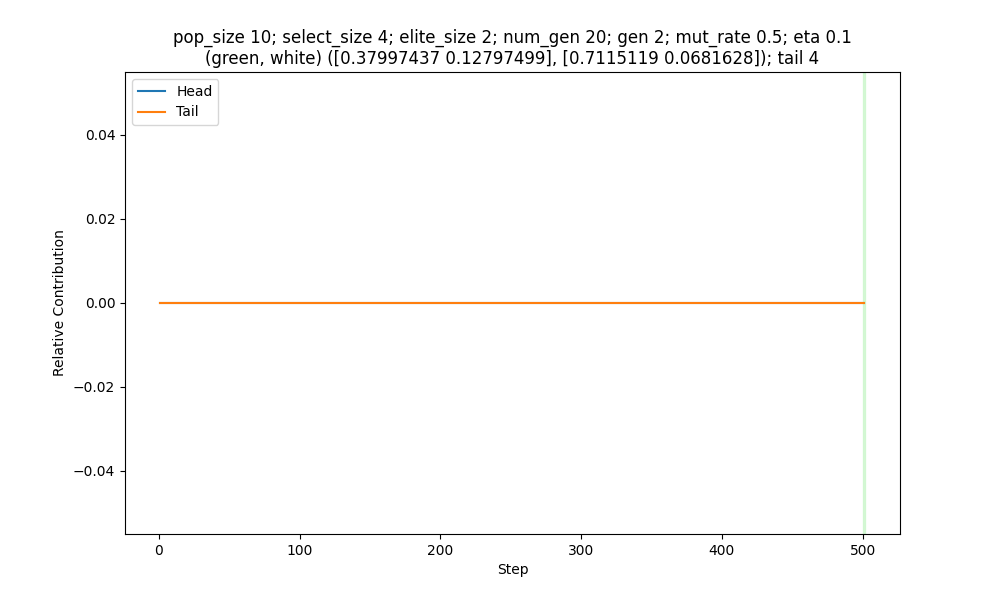 pop_size 10; select_size 4; elite_size 2; num_gen 20; gen 2; mut_rate 0.5; eta 0.1
(green, white) ([0.37997437 0.12797499], [0.7115119 0.0681628]); tail 4
Head
Tail
0.04
0.02
0.00
−0.02
−0.04
Relative Contribution
0 100 200 300 400 500
Step